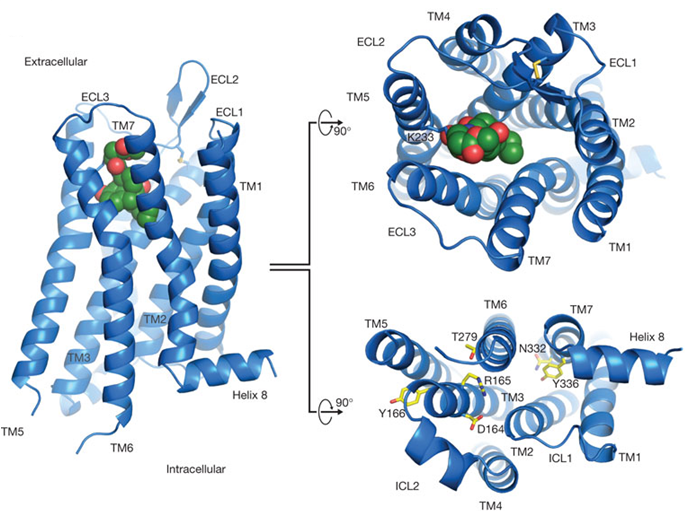 Extracellular
ECL2
ECL3
ECL1
TM7
TM1
TM2
TM3
Helix 8
TM5
TM6
Intracellular
90°
90°
TM4
TM3
ECL2
ECL1
TM5
K233
TM2
TM6
ECL3
TM1
TM7
TM6
TM7
TM5
T279
N332
Helix 8
R165
Y336
TM3
Y166
D164
TM2
ICL1
TM1
ICL2
TM4